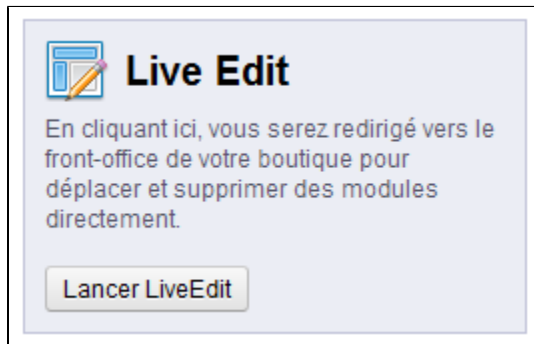 Live Edit
En cliquant ici, vous serez redirigé vers le
front-office de votre boutique pour
déplacer et supprimer des modules
directement.
Lancer LiveEdit